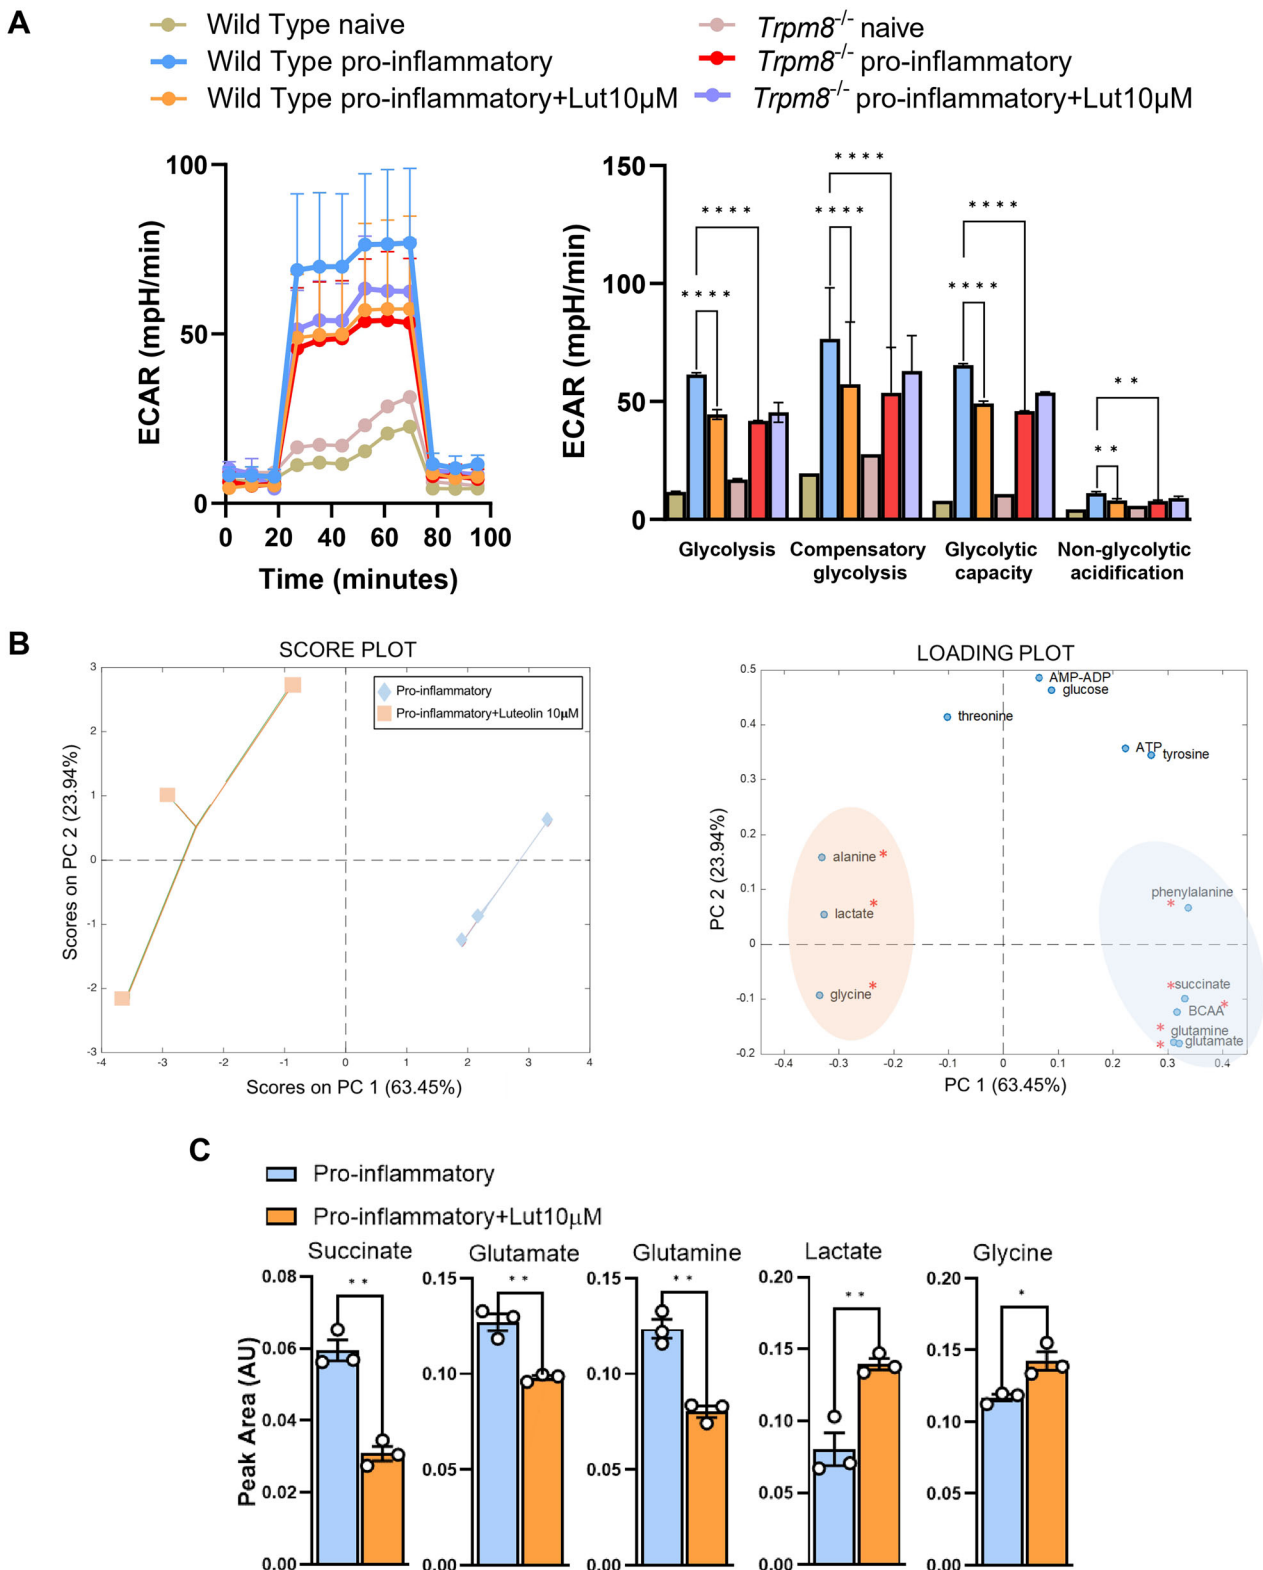 A
Wild Type naive
Wild Type pro-inflammatory
Wild Type pro-inflammatory+Lut10μM
Trpm8-/- naive
Trpm8-/- pro-inflammatory
Trpm8-/- pro-inflammatory+Lut10μM
ECAR (mpH/min)
100
50
0
0 20 40 60 80 100
Time (minutes)
ECAR (mpH/min)
150
100
50
0
****
****
****
****
****
****
**
**
Glycolysis
Compensatory
glycolysis
Glycolytic
capacity
Non-glycolytic
acidification
B
SCORE PLOT
Pro-inflammatory
Pro-inflammatory+Luteolin 10μM
Scores on PC 2 (23.94%)
3
2
1
0
-1
-2
-3
-4 -3 -2 -1 0 1 2 3 4
Scores on PC 1 (63.45%)
LOADING PLOT
PC 2 (23.94%)
0.5
0.4
0.3
0.2
0.1
0
-0.1
-0.2
AMP-ADP
glucose
threonine
ATP
tyrosine
alanine *
lactate *
glycine *
phenylalanine
*
* succinate
BCAA *
* glutamine
* glutamate
-0.4 -0.3 -0.2 -0.1 0 0.1 0.2 0.3 0.4
PC 1 (63.45%)
C
Pro-inflammatory
Pro-inflammatory+Lut10μM
Peak Area (AU)
Succinate
**
0.08
0.06
0.04
0.02
0.00
Glutamate
**
0.15
0.10
0.05
0.00
Glutamine
**
0.15
0.10
0.05
0.00
Lactate
**
0.20
0.15
0.10
0.05
0.00
Glycine
*
0.20
0.15
0.10
0.05
0.00